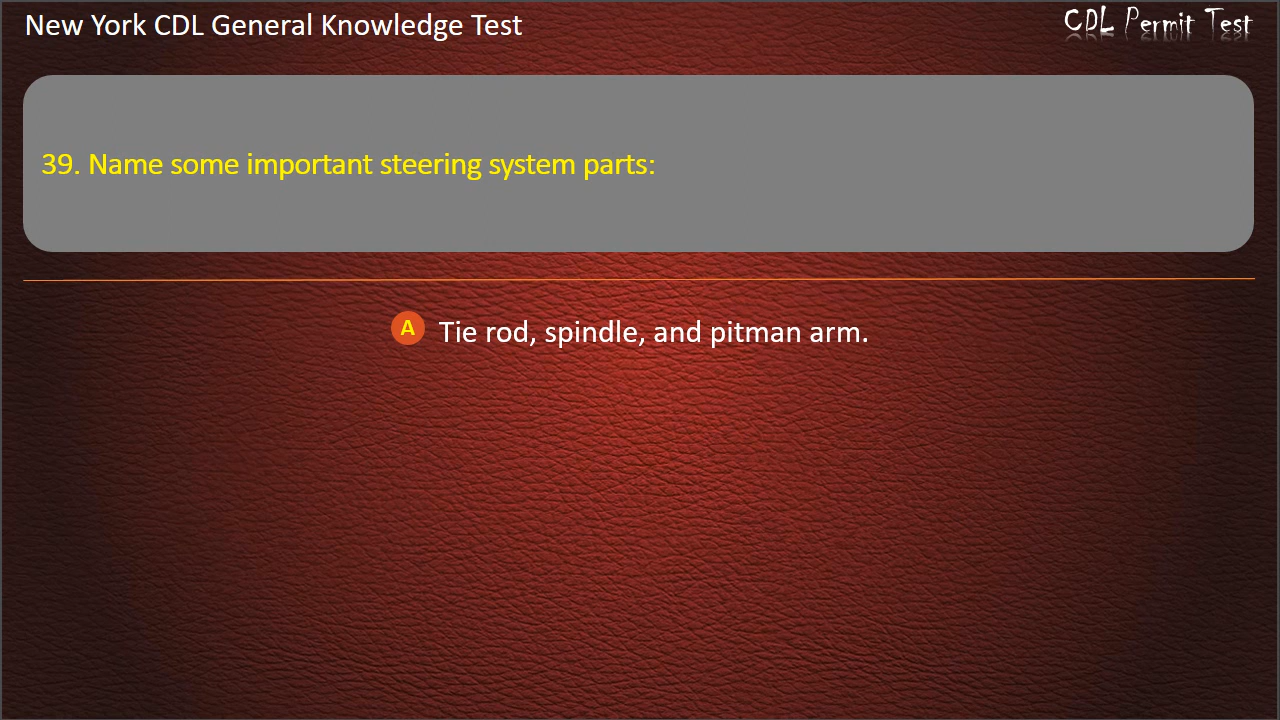 New York CDL General Knowledge Test
CDL Permit Test
39. Name some important steering system parts:
A Tie rod, spindle, and pitman arm.